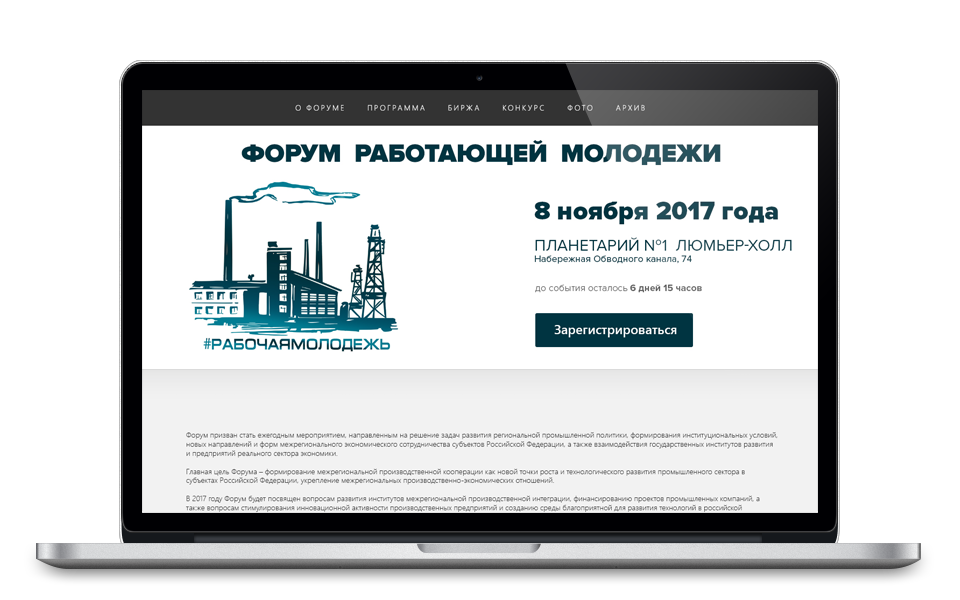 О ФОРУМЕ ПРОГРАММА БИРЖА КОНКУРС ФОТО АРХИВ
ФОРУМ РАБОТАЮЩЕЙ МОЛОДЕЖИ
8 ноября 2017 года
ПЛАНЕТАРИЙ №1 ЛЮМЬЕР-ХОЛЛ
Набережная Обводного канала, 74
до события осталось 6 дней 15 часов
Зарегистрироваться
#РАБОЧАЯМОЛОДЕЖЬ
Форум призван стать ежегодным мероприятием, направленным на решение задач развития региональной промышленной политики, формирования институциональных условий,
новых направлений и форм межрегионального экономического сотрудничества субъектов Российской Федерации, а также взаимодействия государственных институтов развития
и предприятий реального сектора экономики.
Главная цель Форума – формирование межрегиональной производственной кооперации как новой точки роста и технологического развития промышленного сектора в
субъектах Российской Федерации, укрепление межрегиональных производственно-экономических отношений.
В 2017 году Форум будет посвящен вопросам развития институтов межрегиональной производственной интеграции, финансированию проектов промышленных компаний, а
также вопросам стимулирования инновационной активности производственных предприятий и созданию среды благоприятной для развития технологий в российской